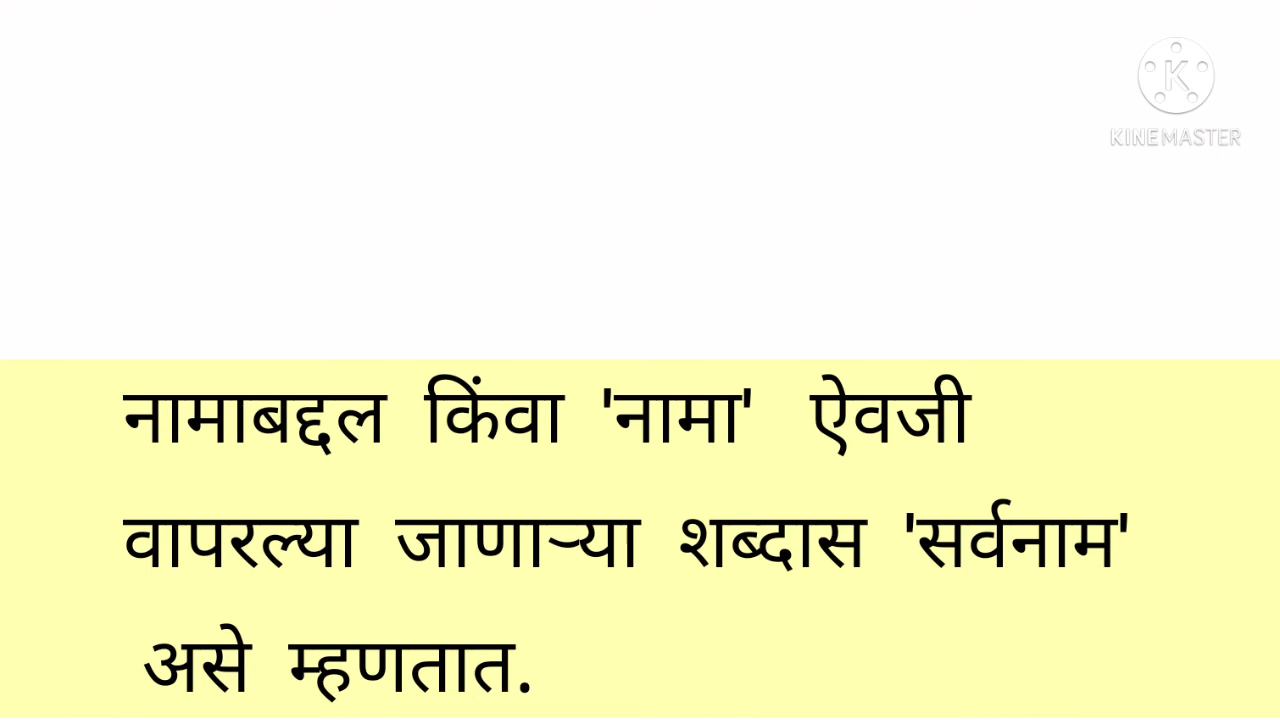 K
KINEMASTER
नामाबद्दल किंवा 'नामा' ऐवजी
वापरल्या जाणाऱ्या शब्दास 'सर्वनाम'
असे म्हणतात.